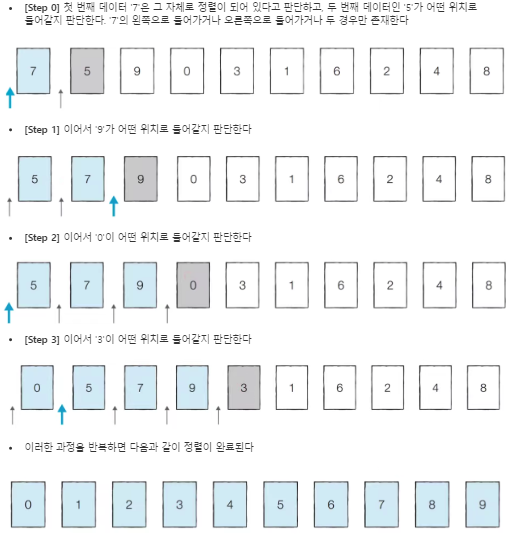 [Step 0] 첫 번째 데이터 '7'은 그 자체로 정렬이 되어 있다고 판단하고, 두 번째 데이터인 '5'가 어떤 위치로
들어갈지 판단한다. '7'의 왼쪽으로 들어가거나 오른쪽으로 들어가거나 두 경우만 존재한다
7 5 9 0 3 1 6 2 4 8
[Step 1] 이어서 '9'가 어떤 위치로 들어갈지 판단한다
5 7 9 0 3 1 6 2 4 8
[Step 2] 이어서 '0'이 어떤 위치로 들어갈지 판단한다
5 7 9 0 3 1 6 2 4 8
[Step 3] 이어서 '3'이 어떤 위치로 들어갈지 판단한다
0 5 7 9 3 1 6 2 4 8
이러한 과정을 반복하면 다음과 같이 정렬이 완료된다
0 1 2 3 4 5 6 7 8 9